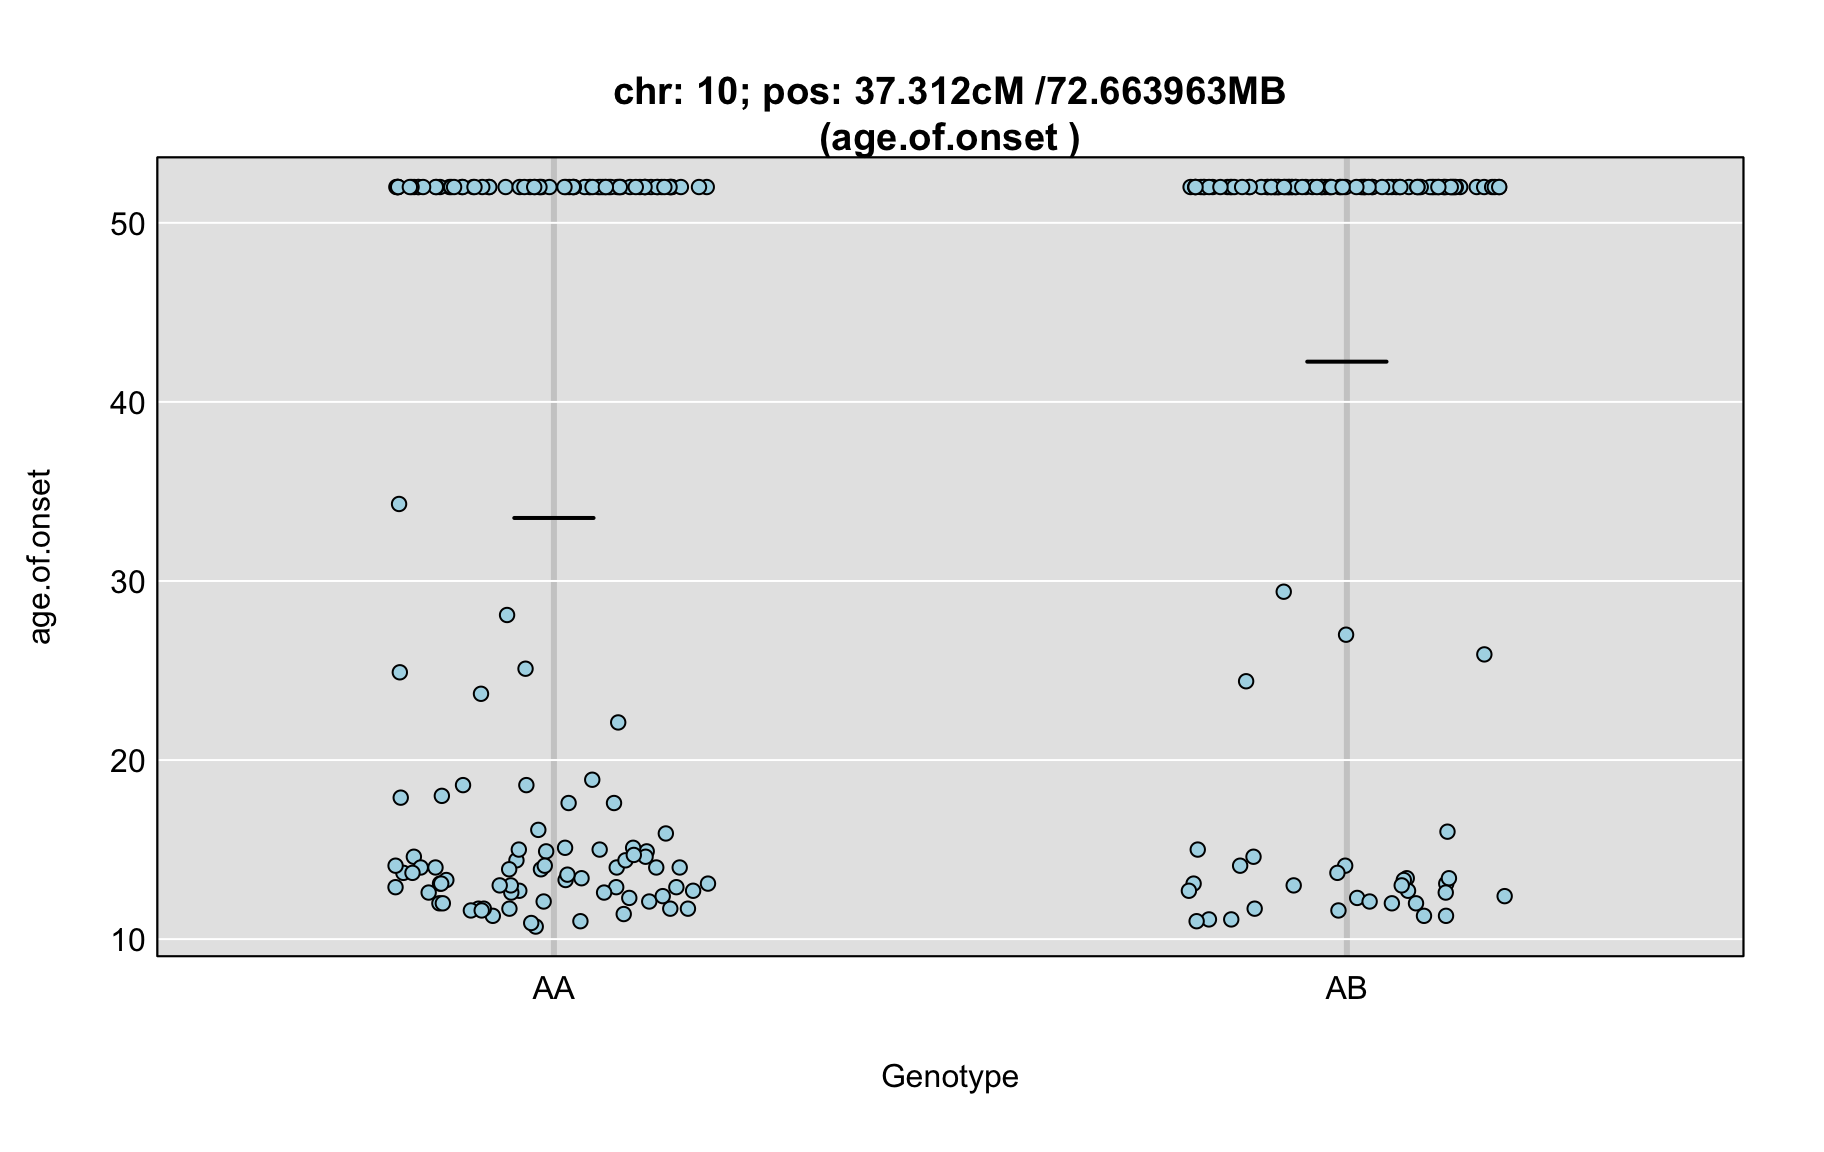 chr: 10; pos: 37.312cM /72.663963MB
(age.of.onset )
50
40
30
20
10
age.of.onset
AA
AB
Genotype